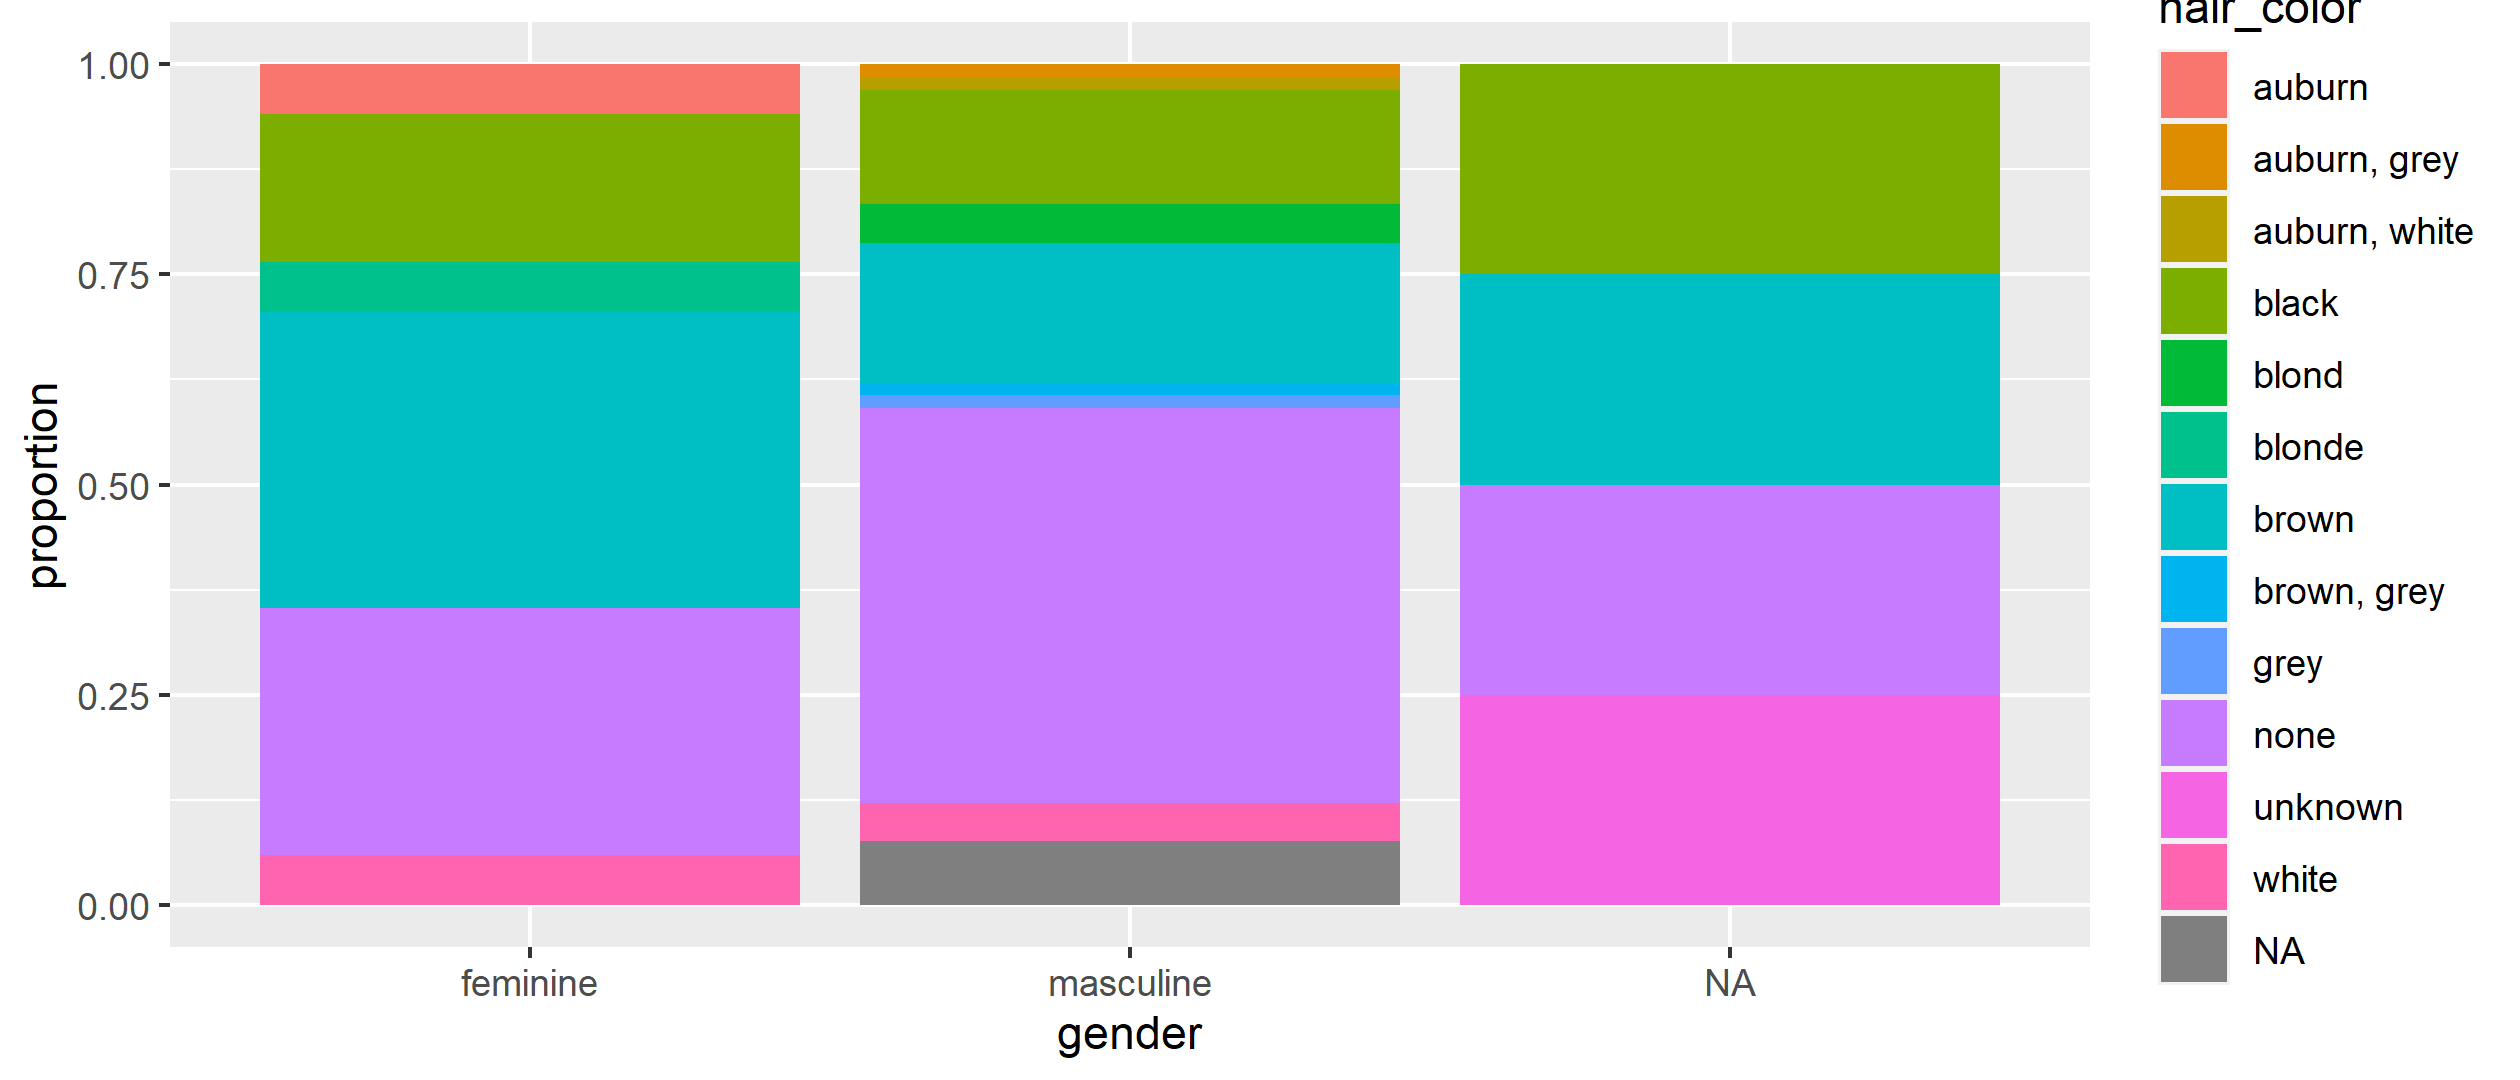 hair_color
auburn
auburn, grey
auburn, white
black
blond
blonde
brown
brown, grey
grey
none
unknown
white
NA
proportion
1.00
0.75
0.50
0.25
0.00
feminine
masculine
NA
gender